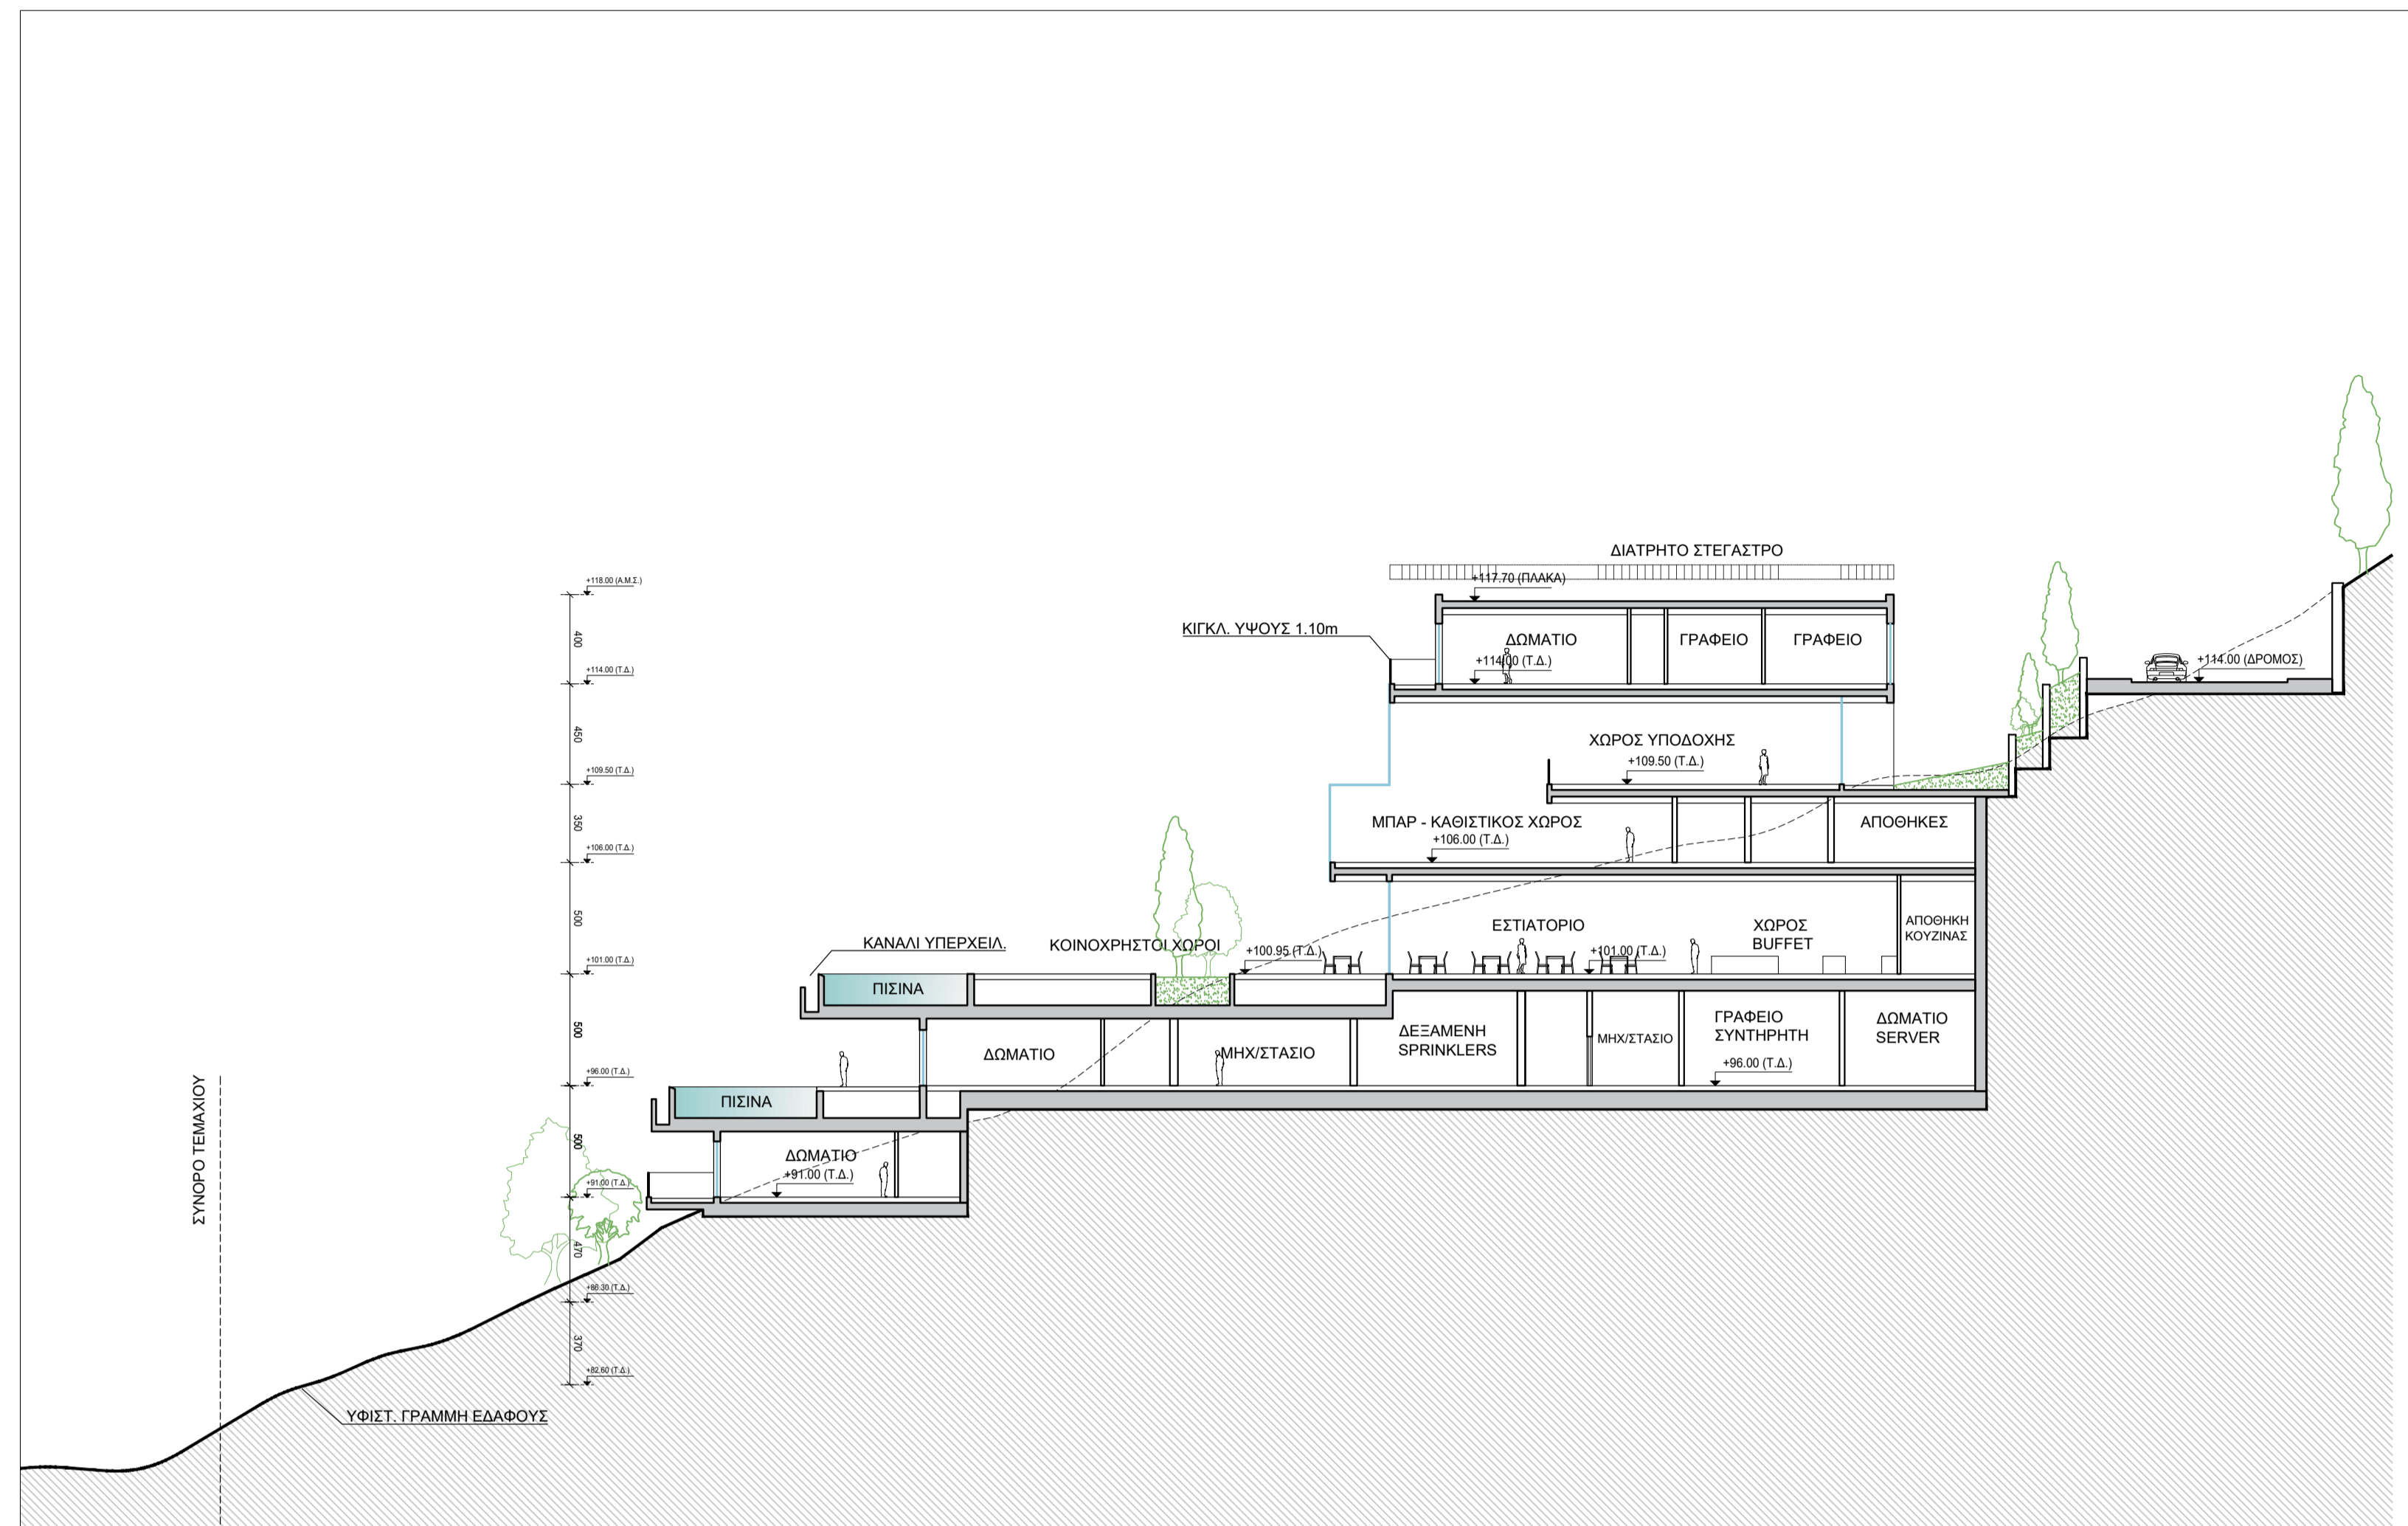 ΔΙΑΤΡΗΤΟ ΣΤΕΓΑΣΤΡΟ
+118.00 (Α.Μ.Σ.)
+117.70 (ΠΛΑΚΑ)
400
ΚΙΓΚΛ. ΥΨΟΥΣ 1.10m
ΔΩΜΑΤΙΟ
ΓΡΑΦΕΙΟ
ΓΡΑΦΕΙΟ
+114.00 (Τ.Δ.)
+114.00 (Τ.Δ.)
+114.00 (ΔΡΟΜΟΣ)
450
ΧΩΡΟΣ ΥΠΟΔΟΧΗΣ
+109.50 (Τ.Δ.)
+109.50 (Τ.Δ.)
350
ΜΠΑΡ - ΚΑΘΙΣΤΙΚΟΣ ΧΩΡΟΣ
ΑΠΟΘΗΚΕΣ
+106.00 (Τ.Δ.)
+106.00 (Τ.Δ.)
500
ΕΣΤΙΑΤΟΡΙΟ
ΧΩΡΟΣ
BUFFET
ΑΠΟΘΗΚΗ
ΚΟΥΖΙΝΑΣ
ΚΑΝΑΛΙ ΥΠΕΡΧΕΙΛ.
ΚΟΙΝΟΧΡΗΣΤΟΙ ΧΩΡΟΙ
+100.95 (Τ.Δ.)
+101.00 (Τ.Δ.)
+101.00 (Τ.Δ.)
ΠΙΣΙΝΑ
500
ΔΩΜΑΤΙΟ
ΜΗΧ/ΣΤΑΣΙΟ
ΔΕΞΑΜΕΝΗ
SPRINKLERS
ΜΗΧ/ΣΤΑΣΙΟ
ΓΡΑΦΕΙΟ
ΣΥΝΤΗΡΗΤΗ
ΔΩΜΑΤΙΟ
SERVER
+96.00 (Τ.Δ.)
+96.00 (Τ.Δ.)
ΠΙΣΙΝΑ
500
ΔΩΜΑΤΙΟ
+91.00 (Τ.Δ.)
+91.00 (Τ.Δ.)
ΣΥΝΟΡΟ ΤΕΜΑΧΙΟΥ
470
+86.30 (Τ.Δ.)
370
+82.60 (Τ.Δ.)
ΥΦΙΣΤ. ΓΡΑΜΜΗ ΕΔΑΦΟΥΣ